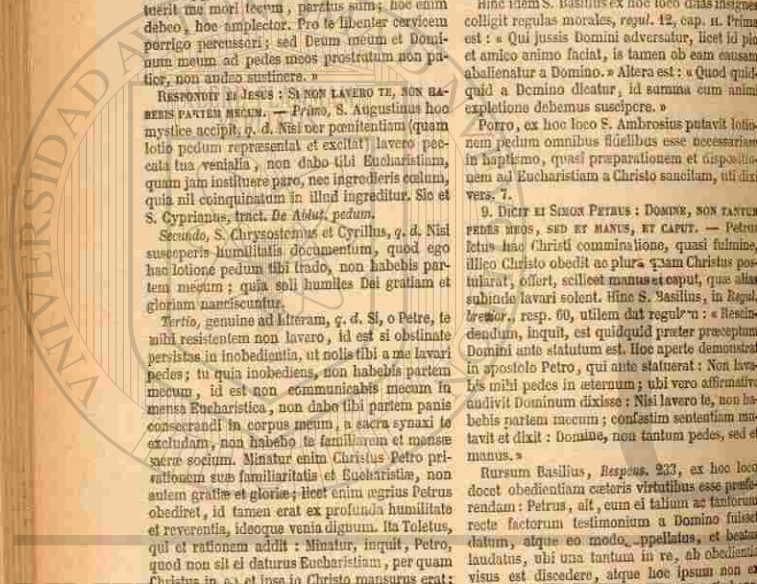 tuerit me mori tecum, paratus sum; hoc enim
debeo, hoc amplector. Pro te libenter cervicem
porrigo percussori; sed Deum meum et Domi-
num meum ad pedes meos prostratum non pa-
tior, non audeo sustinere. »
RESPONDIT EI JESUS : SI NON LAVERO TE, NON HA-
BEBIS PARTEM MECUM. — Primo, S. Augustinus hoc
mystice accipit, q. d. Nisi per pœnitentiam (quam
lotio pedum repræsentat et excitat) lavero pec-
cata tua venialia, non dabo tibi Eucharistiam,
quam jam instituere paro, nec ingredieris cœlum,
quia nil coinquinatum in illud ingreditur. Sic et
S. Cyprianus, tract. De Ablut. pedum.
Secundo, S. Chrysostomus et Cyrillus, q. d. Nisi
susceperis humilitatis documentum, quod ego
hac lotione pedum tibi trado, non habebis par-
tem mecum; quia soli humiles Dei gratiam et
gloriam nanciscuntur.
Tertio, genuine ad litteram, q. d. Si, o Petre, te
mihi resistentem non lavaro, id est si obstinate
persistas in inobedientia, ut nolis tibi a me lavari
pedes; tu quia inobediens, non habebis partem
mecum, id est non communicabis mecum in
mensa Eucharistica, non dabo tibi partem panis
consecrandi in corpus meum, a sacra synaxi te
excludam, non habebo te familiarem et mensæ
sacræ socium. Minatur enim Christus Petro pri-
vationem suæ familiaritatis et Eucharistiæ, non
autem gratiæ et gloriæ; licet enim ægrius Petrus
obediret, id tamen erat ex profunda humilitate
et reverentia, ideoque venia dignum. Ita Toletus,
qui et rationem addit : Minatur, inquit, Petro,
quod non sit ei daturus Eucharistiam, per quam
Christus in et ipse in Christo mansurus erat;
Hinc idem S. Basilius ex hoc loco duas insignes
colligit regulas morales, regul. 12, cap. II. Prima
est : « Qui jussis Domini adversatur, licet id pio
et amico animo faciat, is tamen ob eam causam
abalienatur a Domino. » Altera est : « Quod quid-
quid a Domino dicatur, id summa cum animi
expletione debemus suscipere. »
Porro, ex hoc loco S. Ambrosius putavit lotio-
nem pedum omnibus fidelibus esse necessariam
in baptismo, quasi præparationem et dispositio-
nem ad Eucharistiam a Christo sancitam, uti dixi
vers. 7.
9. DICIT EI SIMON PETRUS : DOMINE, NON TANTUM
PEDES MEOS, SED ET MANUS, ET CAPUT. — Petrus
ictus hac Christi comminatione, quasi fulmine,
illico Christo obedit ac plura quam Christus pos-
tularat, offert, scilicet manus et caput, quæ alias
subinde lavari solent. Hinc S. Basilius, in Regul.
brevior., resp. 60, utilem dat regulam : « Rescin-
dendum, inquit, est quidquid præter præceptum
Domini ante statutum est. Hoc aperte demonstrat
in apostolo Petro, qui ante statuerat : Non lava-
bis mihi pedes in æternum; ubi vero affirmative
audivit Dominum dixisse : Nisi lavero te, non ha-
bebis partem mecum; confestim sententiam mu-
tavit et dixit : Domine, non tantum pedes, sed et
manus. »
Rursum Basilius, Respons. 233, ex hoc loco
docet obedientiam cæteris virtutibus esse præfe-
rendam : Petrus, ait, cum ei talium ac tantorum
recte factorum testimonium a Domino fuisset
datum, atque eo modo appellatus, et beatus
laudatus, ubi una tantum in re, ab obedientia
visus est discedere, atque hoc ipsum non ex